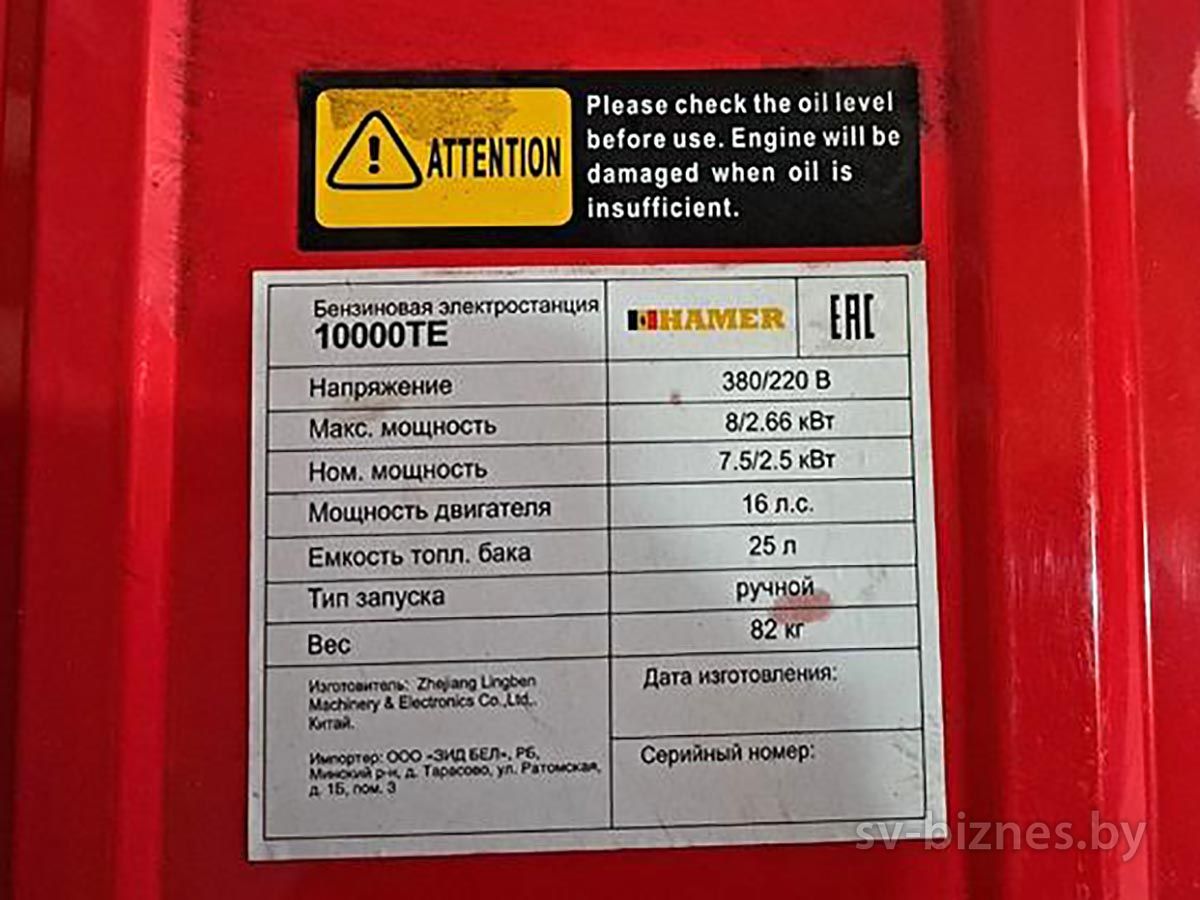 ATTENTION
Please check the oil level
before use. Engine will be
damaged when oil is
insufficient.
Бензиновая электростанция
10000TE
HAMER
EAC
Напряжение
380/220 В
Макс. мощность
8/2.66 кВт
Ном. мощность
7.5/2.5 кВт
Мощность двигателя
16 л.с.
Емкость топл. бака
25 л
Тип запуска
ручной
Вес
82 кг
Изготовитель: Zhejiang Lingben
Machinery & Electronics Co.,Ltd,.
Китай.
Импортер: ООО «ЗИД БЕЛ», РБ,
Минский р-н, д. Тарасово, ул. Ратомская,
д. 1Б, пом. 3
Дата изготовления:
Серийный номер:
sv-biznes.by